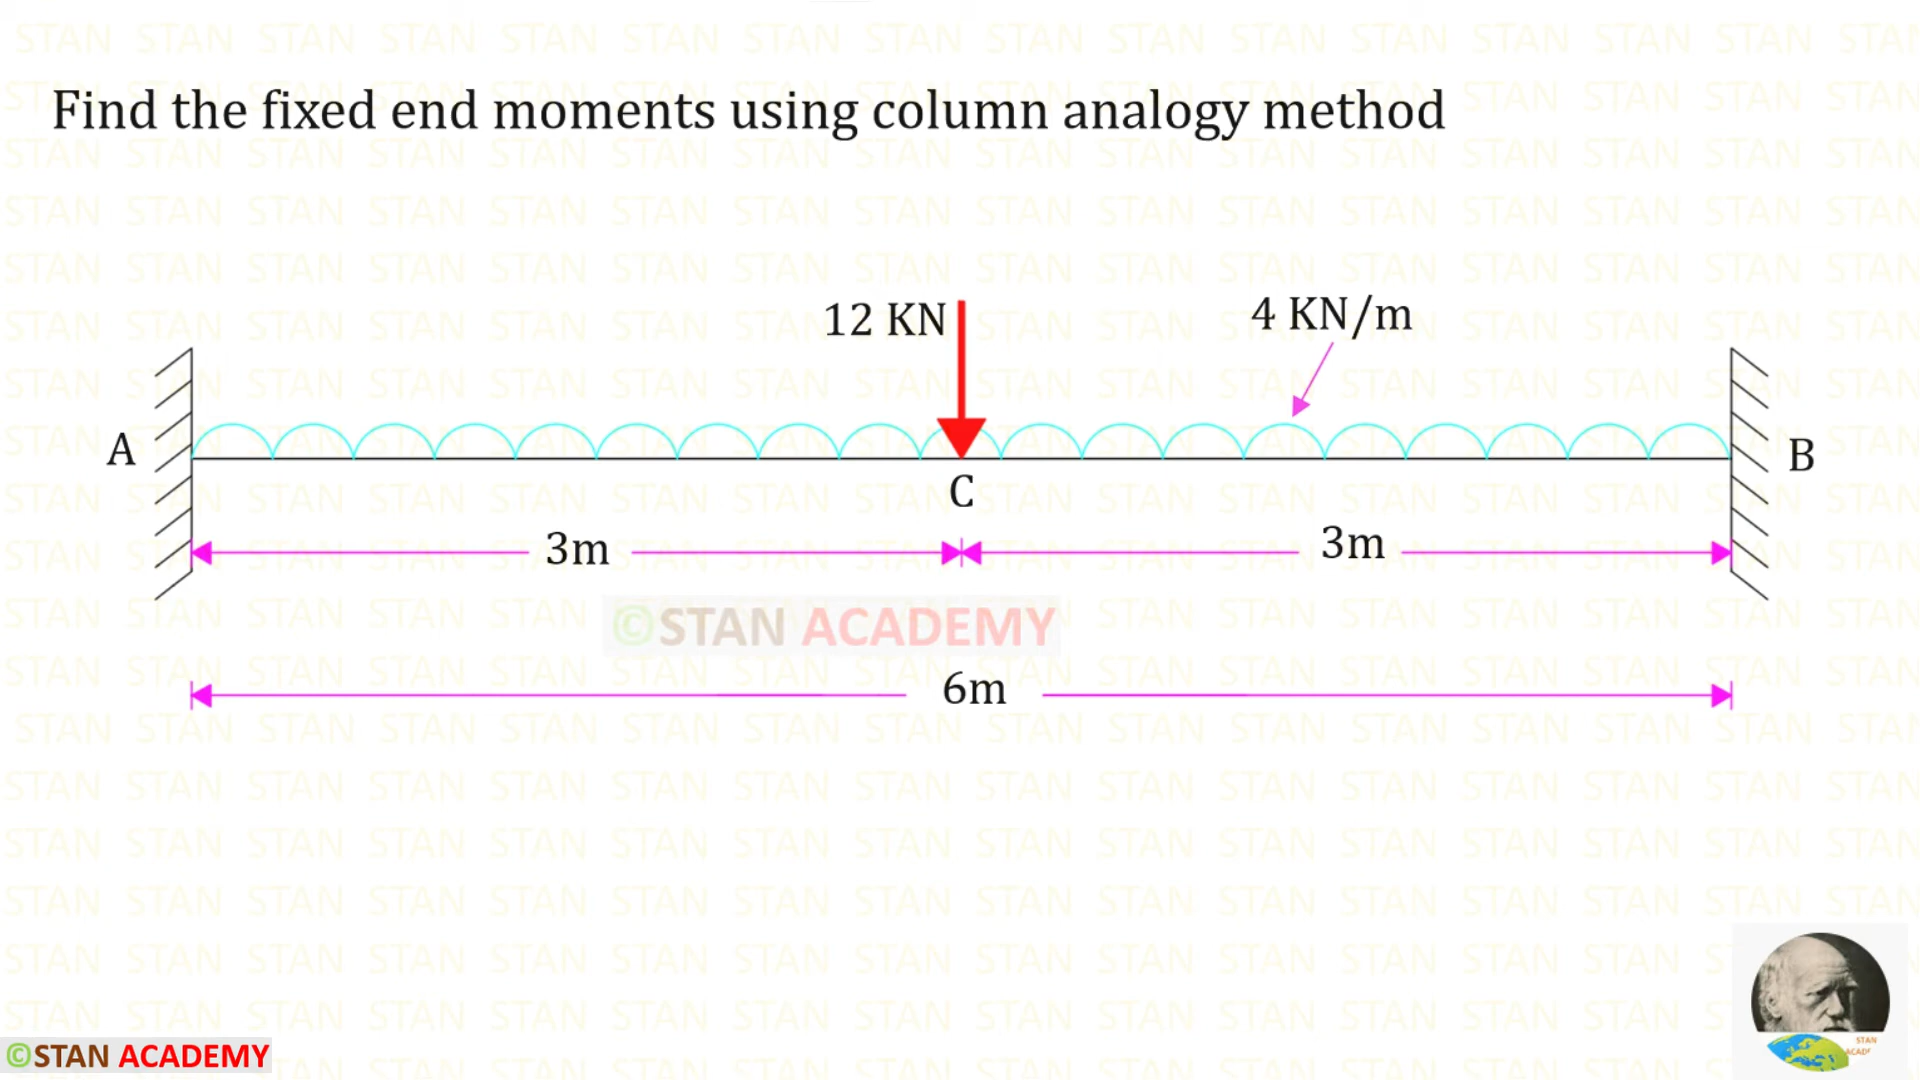 Find the fixed end moments using column analogy method
12 KN
4 KN/m
A
B
C
3m
3m
©STAN ACADEMY
6m
STAN
©STAN ACADEMY